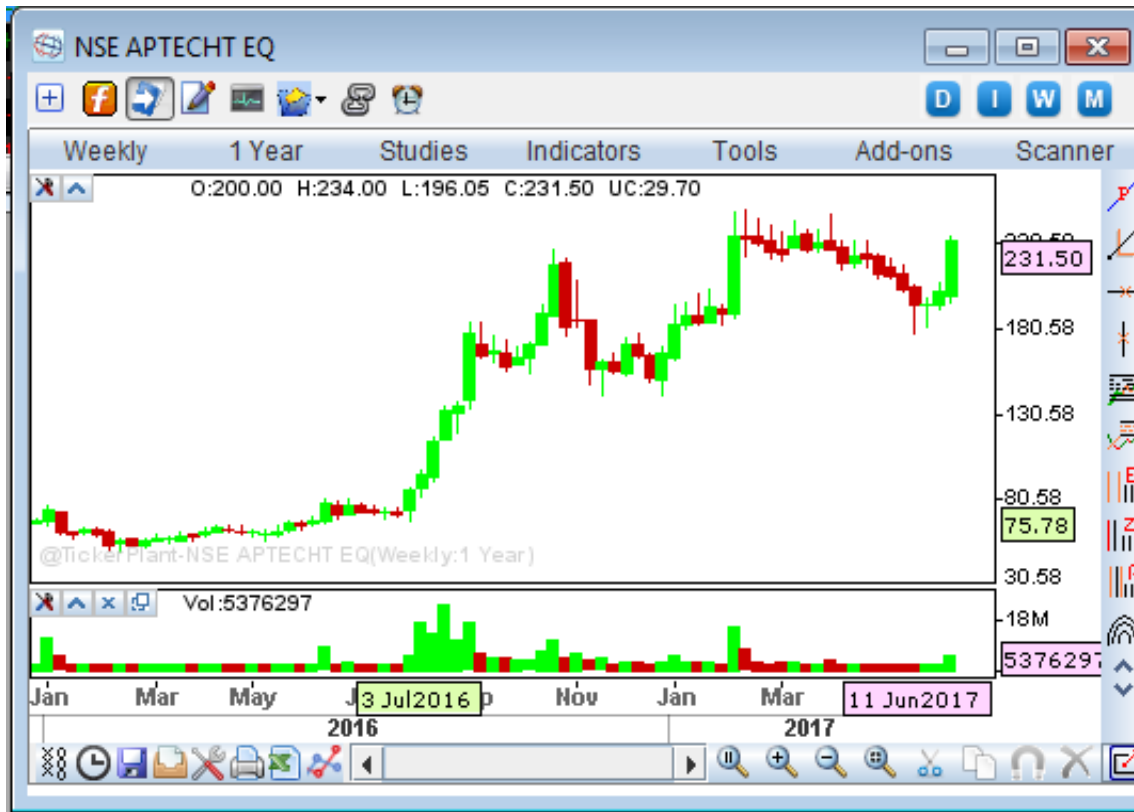 NSE APTECHT EQ
D I W M
Weekly 1 Year Studies Indicators Tools Add-ons Scanner
O:200.00 H:234.00 L:196.05 C:231.50 UC:29.70
231.50
180.58
130.58
80.58
75.78
@TickerPlant-NSE APTECHT EQ(Weekly:1 Year)
30.58
Vol:5376297
18M
5376297
Jan Mar May 3 Jul2016 Nov Jan Mar 11 Jun2017
2016 2017